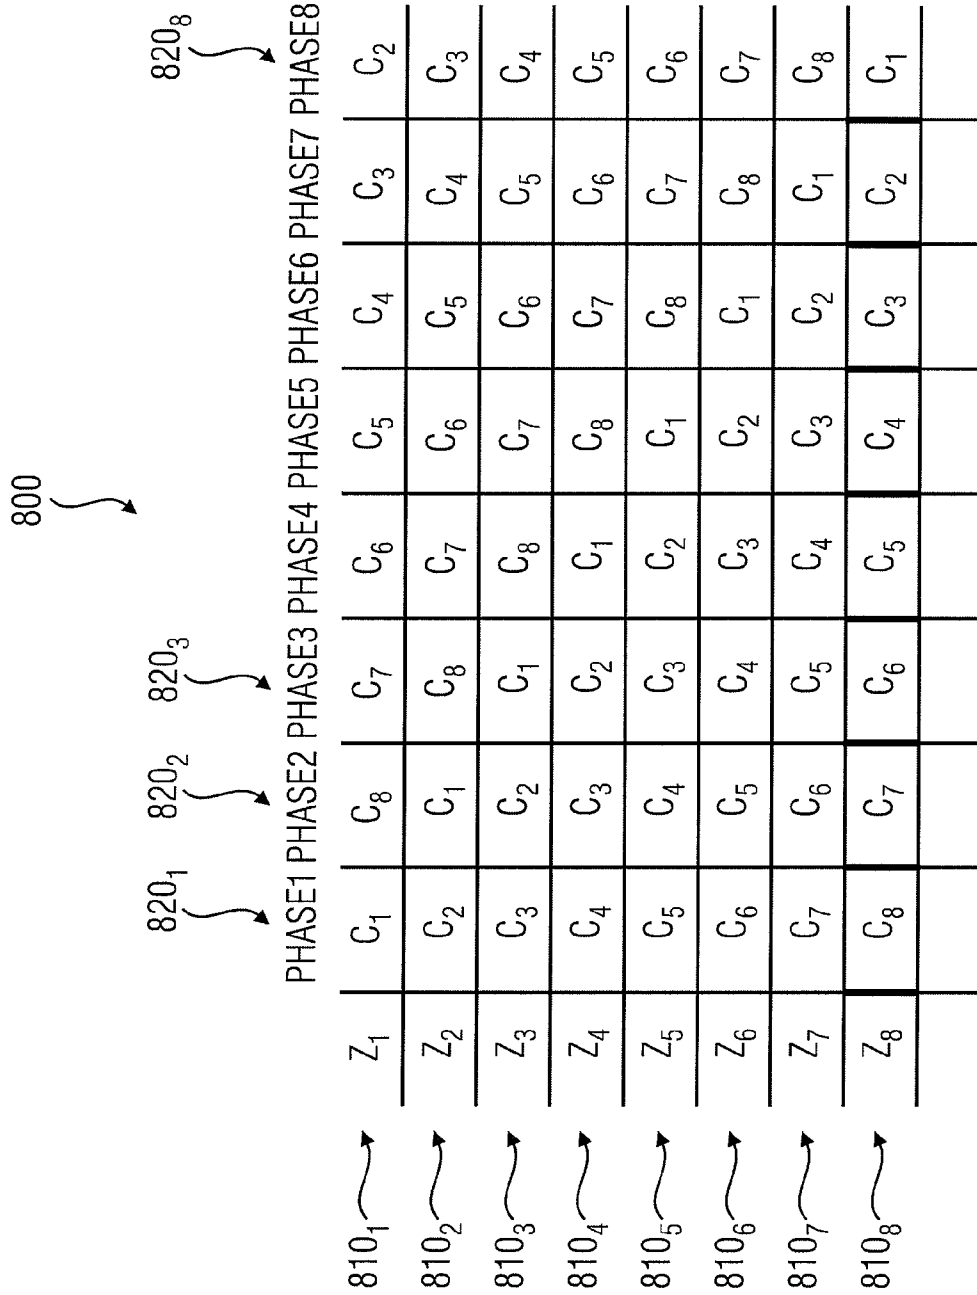 800
820₁ 820₂ 820₃ 820₈
PHASE1 PHASE2 PHASE3 PHASE4 PHASE5 PHASE6 PHASE7 PHASE8
810₁ Z₁ C₁ C₈ C₇ C₆ C₅ C₄ C₃ C₂
810₂ Z₂ C₂ C₁ C₈ C₇ C₆ C₅ C₄ C₃
810₃ Z₃ C₃ C₂ C₁ C₈ C₇ C₆ C₅ C₄
810₄ Z₄ C₄ C₃ C₂ C₁ C₈ C₇ C₆ C₅
810₅ Z₅ C₅ C₄ C₃ C₂ C₁ C₈ C₇ C₆
810₆ Z₆ C₆ C₅ C₄ C₃ C₂ C₁ C₈ C₇
810₇ Z₇ C₇ C₆ C₅ C₄ C₃ C₂ C₁ C₈
810₈ Z₈ C₈ C₇ C₆ C₅ C₄ C₃ C₂ C₁